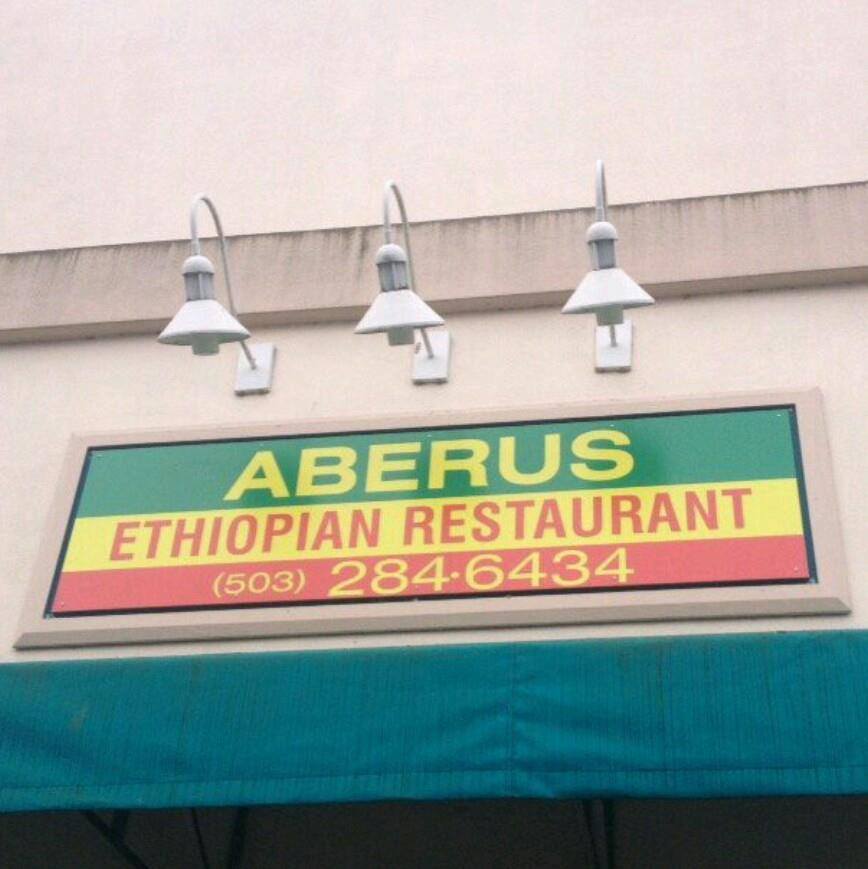 ABERUS
ETHIOPIAN RESTAURANT
(503) 284·6434